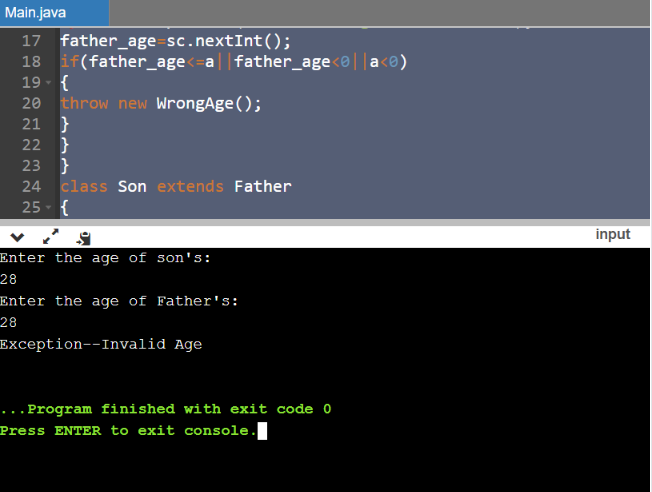 Main.java
17 father_age=sc.nextInt();
18 if(father_age<=a||father_age<0||a<0)
19 {
20 throw new WrongAge();
21 }
22 }
23 }
24 class Son extends Father
25 {
input
Enter the age of son's:
28
Enter the age of Father's:
28
Exception--Invalid Age
...Program finished with exit code 0
Press ENTER to exit console.